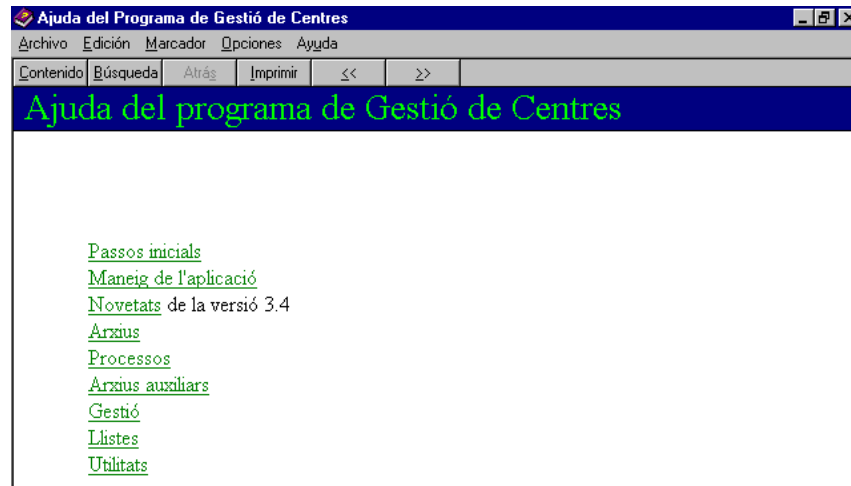 Ajuda del Programa de Gestió de Centres
Archivo Edición Marcador Opciones Ayuda
Contenido Búsqueda Atrás Imprimir << >>
Ajuda del programa de Gestió de Centres
Passos inicials
Maneig de l'aplicació
Novetats de la versió 3.4
Arxius
Processos
Arxius auxiliars
Gestió
Llistes
Utilitats